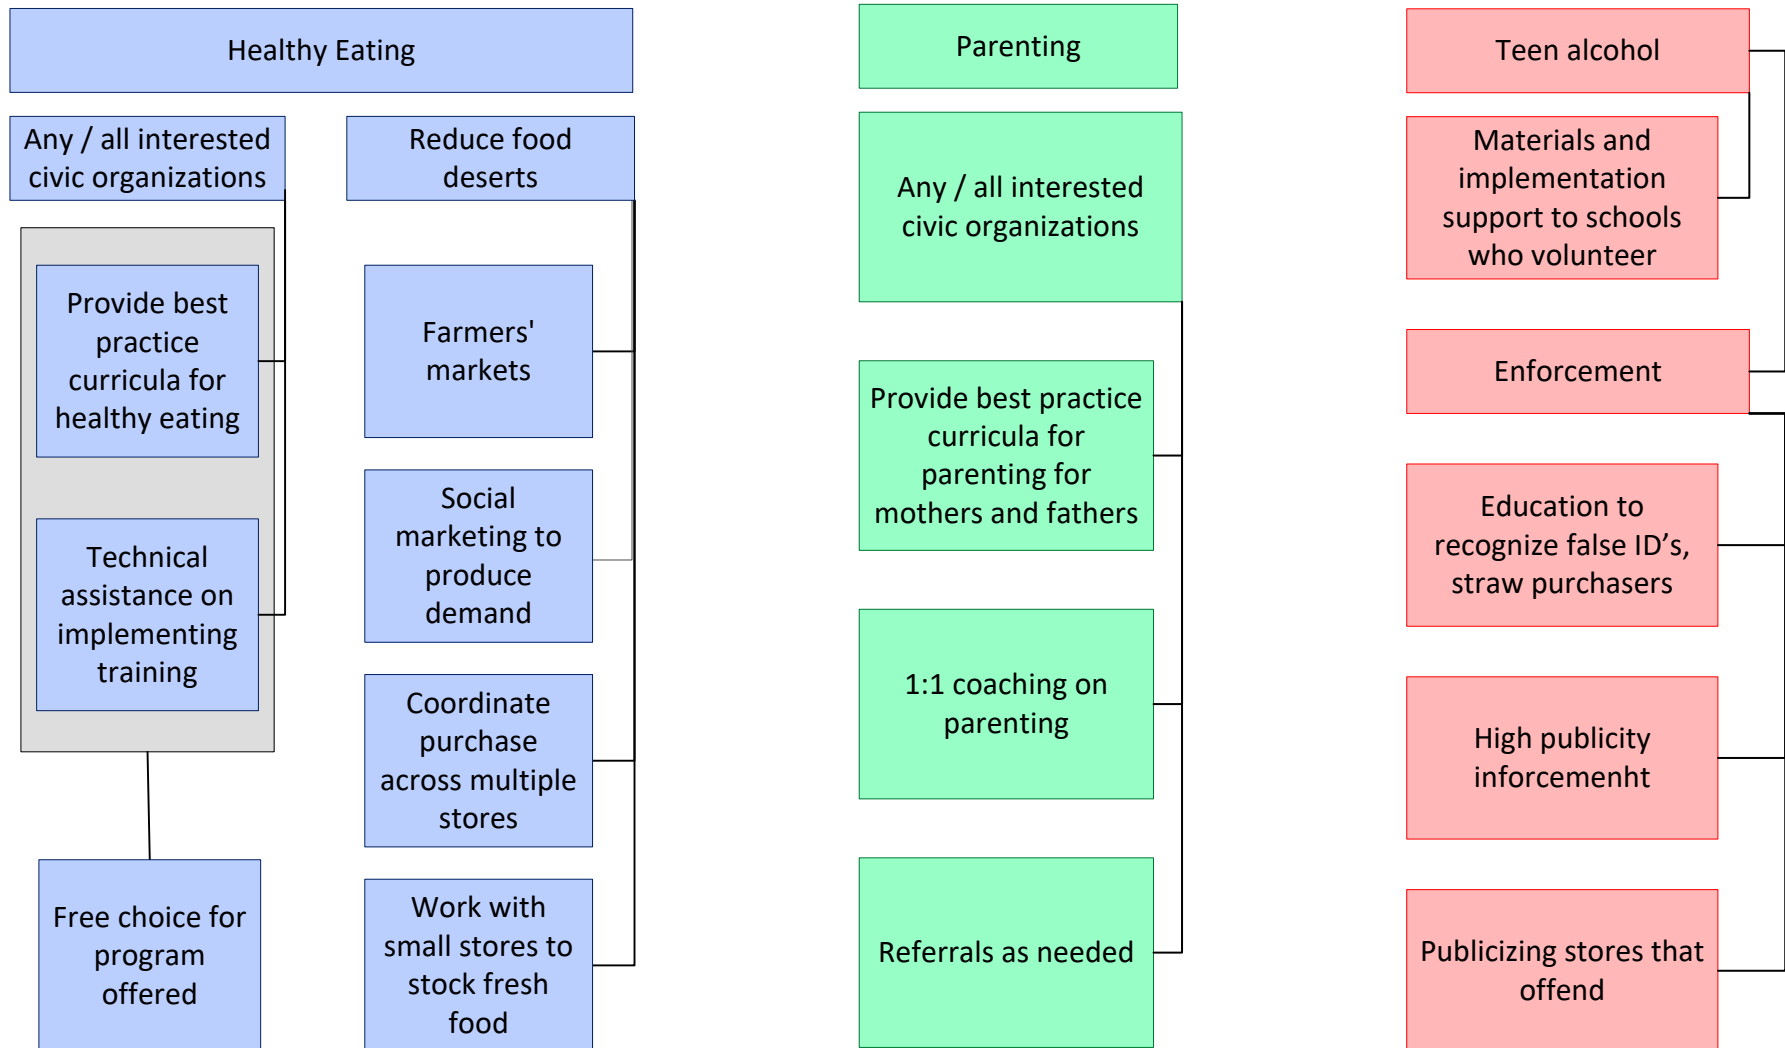 Healthy Eating
Any / all interested
civic organizations
Provide best
practice
curricula for
healthy eating
Technical
assistance on
implementing
training
Free choice for
program
offered
Reduce food
deserts
Farmers'
markets
Social
marketing to
produce
demand
Coordinate
purchase
across multiple
stores
Work with
small stores to
stock fresh
food
Parenting
Any / all interested
civic organizations
Provide best practice
curricula for
parenting for
mothers and fathers
1:1 coaching on
parenting
Referrals as needed
Teen alcohol
Materials and
implementation
support to schools
who volunteer
Enforcement
Education to
recognize false ID’s,
straw purchasers
High publicity
inforcemenht
Publicizing stores that
offend